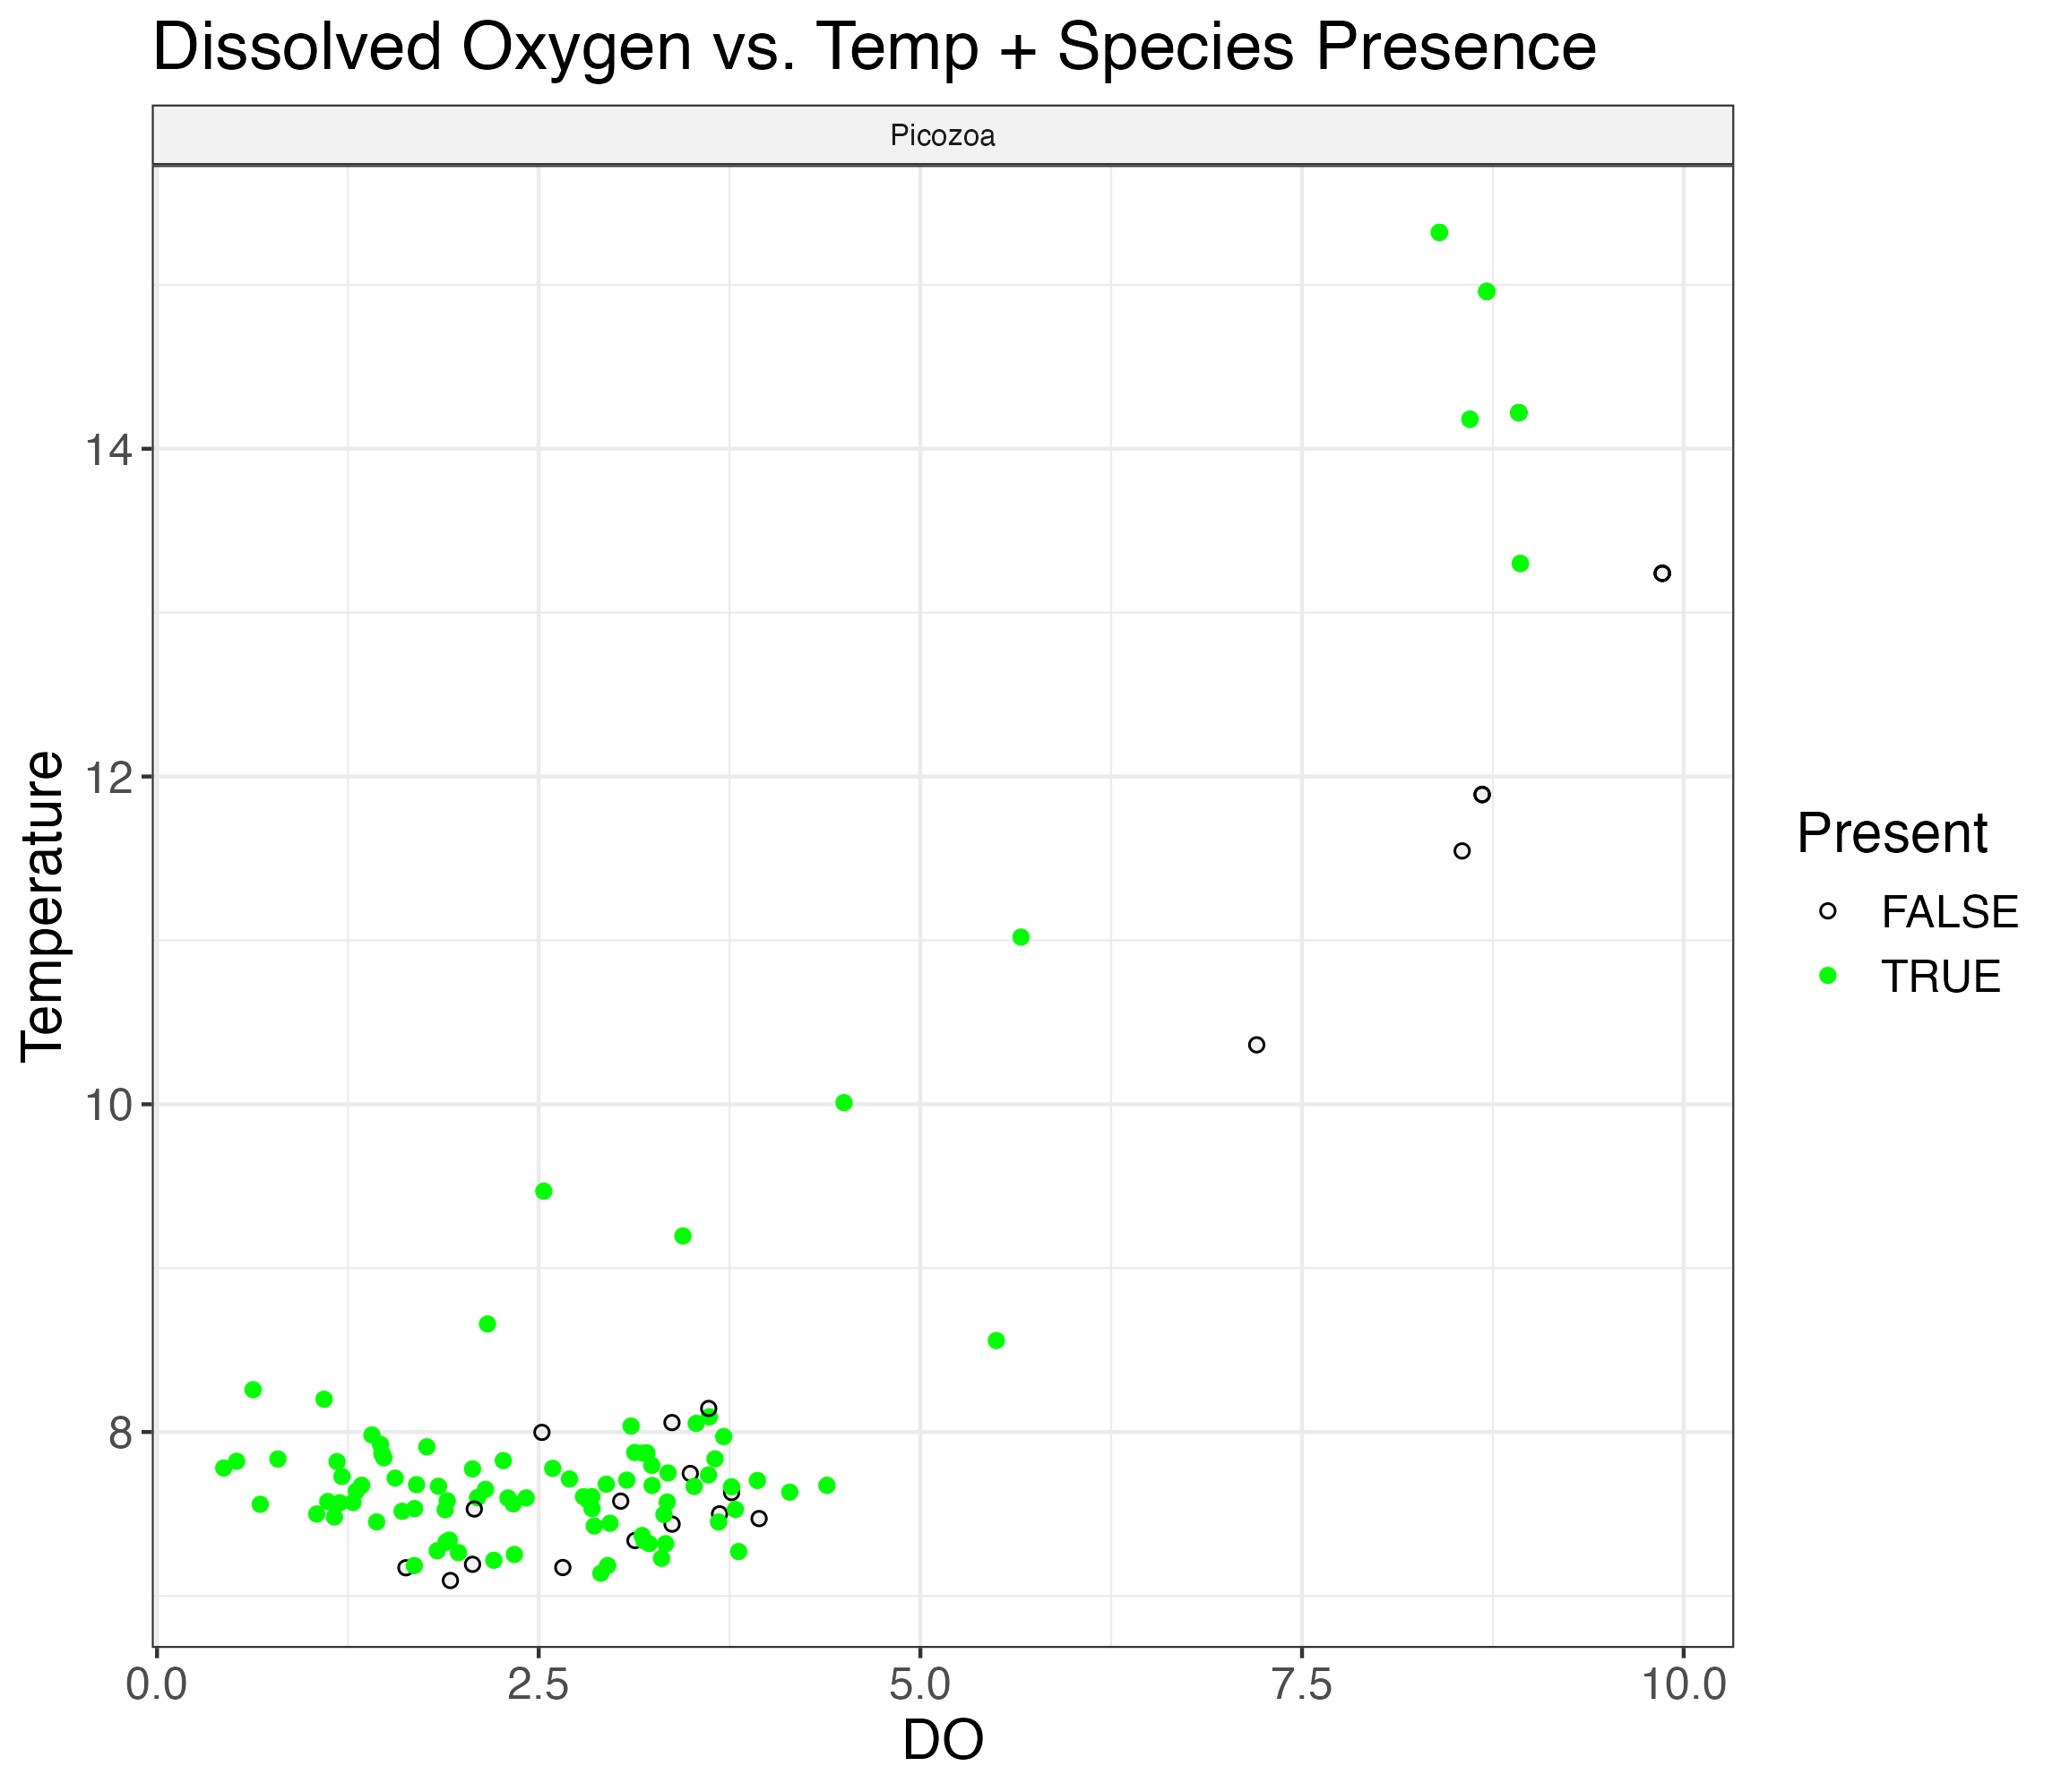 Dissolved Oxygen vs. Temp + Species Presence
Picozoa
14
12
10
8
Temperature
0.0 2.5 5.0 7.5 10.0
DO
Present
FALSE
TRUE